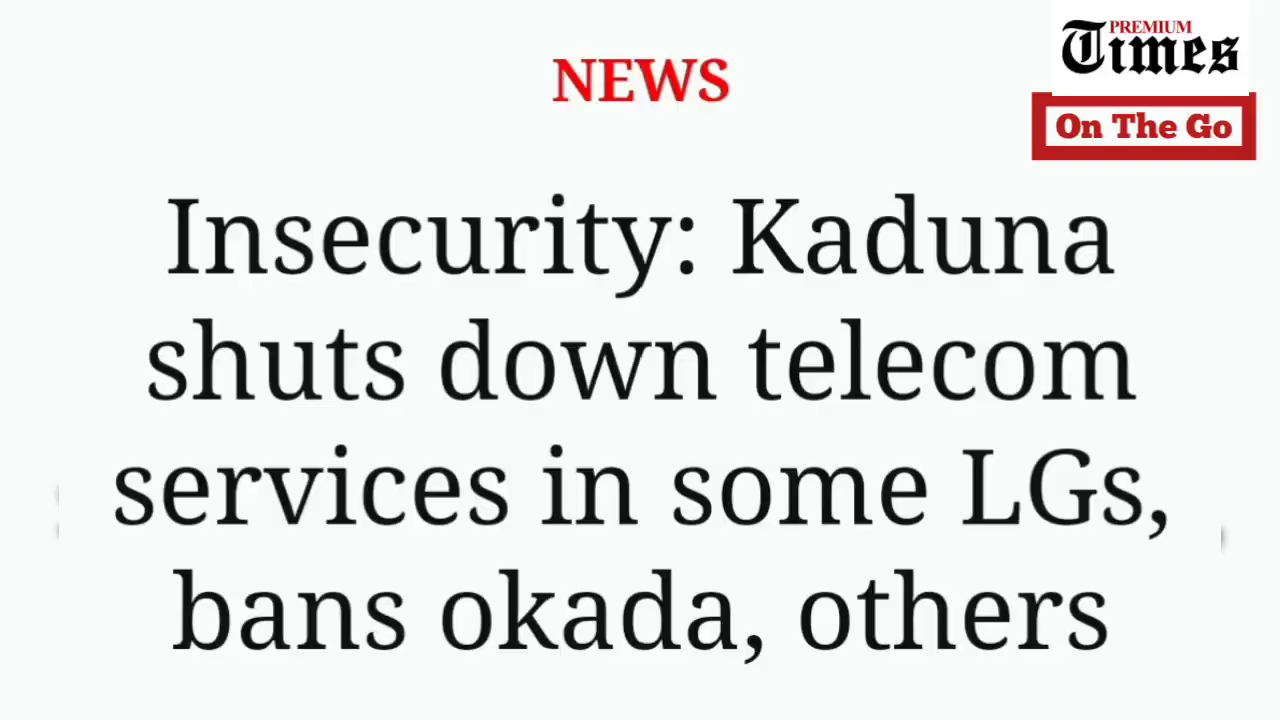 PREMIUM
Times
On The Go
NEWS
Insecurity: Kaduna
shuts down telecom
services in some LGs,
bans okada, others